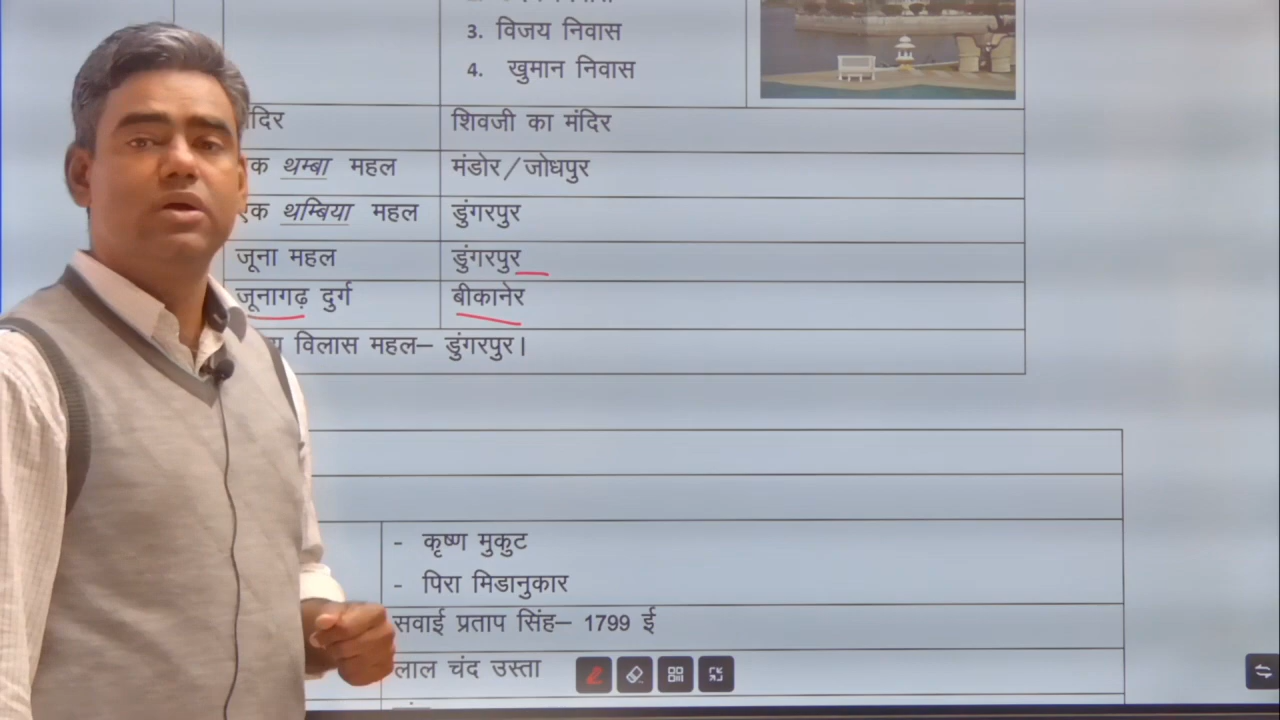 3. विजय निवास
4. खुमान निवास
शिवजी का मंदिर
थम्बा महल मंडोर/जोधपुर
थम्बिया महल डुंगरपुर
जूना महल डुंगरपुर
जूनागढ़ दुर्ग बीकानेर
विलास महल– डुंगरपुर।
- कृष्ण मुकुट
- पिरा मिडानुकार
सवाई प्रताप सिंह– 1799 ई
लाल चंद उस्ता